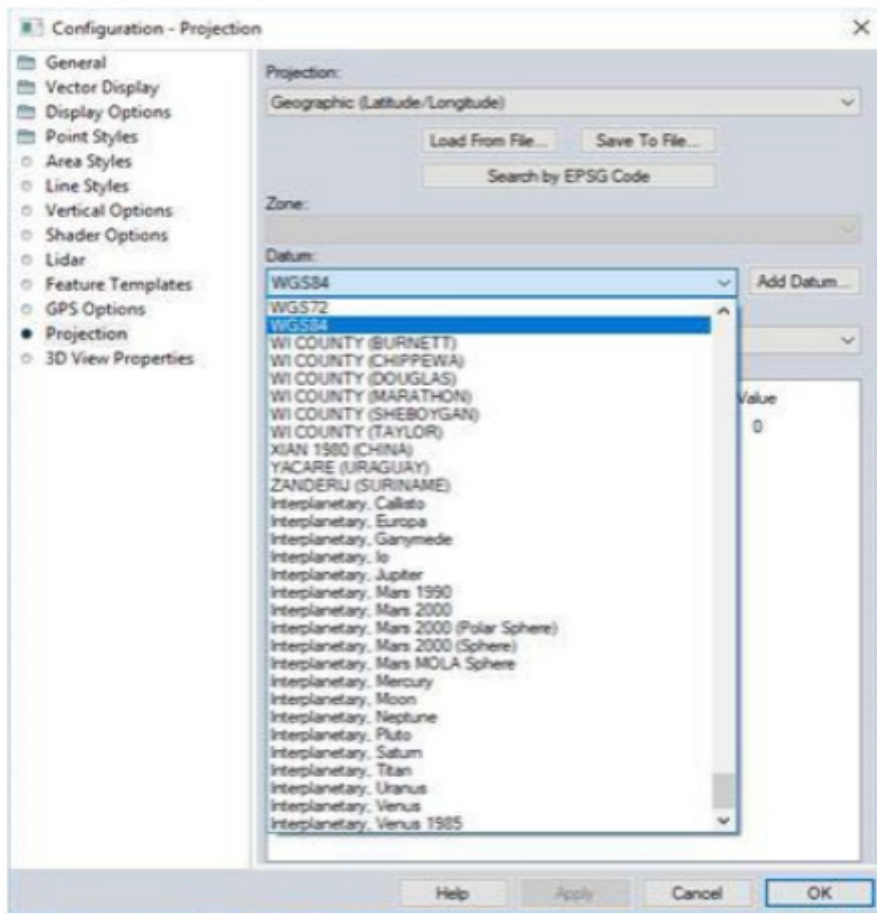 Configuration - Projection
General
Vector Display
Display Options
Point Styles
Area Styles
Line Styles
Vertical Options
Shader Options
Lidar
Feature Templates
GPS Options
Projection
3D View Properties
Projection:
Geographic (Latitude/Longitude)
Load From File... Save To File...
Search by EPSG Code
Zone:
Datum:
WGS84 Add Datum...
WGS72
WGS84
WI COUNTY (BURNETT)
WI COUNTY (CHIPPEWA)
WI COUNTY (DOUGLAS)
WI COUNTY (MARATHON)
WI COUNTY (SHEBOYGAN)
WI COUNTY (TAYLOR)
XIAN 1980 (CHINA)
YACARE (URAGUAY)
ZANDERIJ (SURINAME)
Interplanetary, Callisto
Interplanetary, Europa
Interplanetary, Ganymede
Interplanetary, Io
Interplanetary, Jupiter
Interplanetary, Mars 1990
Interplanetary, Mars 2000
Interplanetary, Mars 2000 (Polar Sphere)
Interplanetary, Mars 2000 (Sphere)
Interplanetary, Mars MOLA Sphere
Interplanetary, Mercury
Interplanetary, Moon
Interplanetary, Neptune
Interplanetary, Pluto
Interplanetary, Saturn
Interplanetary, Titan
Interplanetary, Uranus
Interplanetary, Venus
Interplanetary, Venus 1985
Value
0
Help Apply Cancel OK